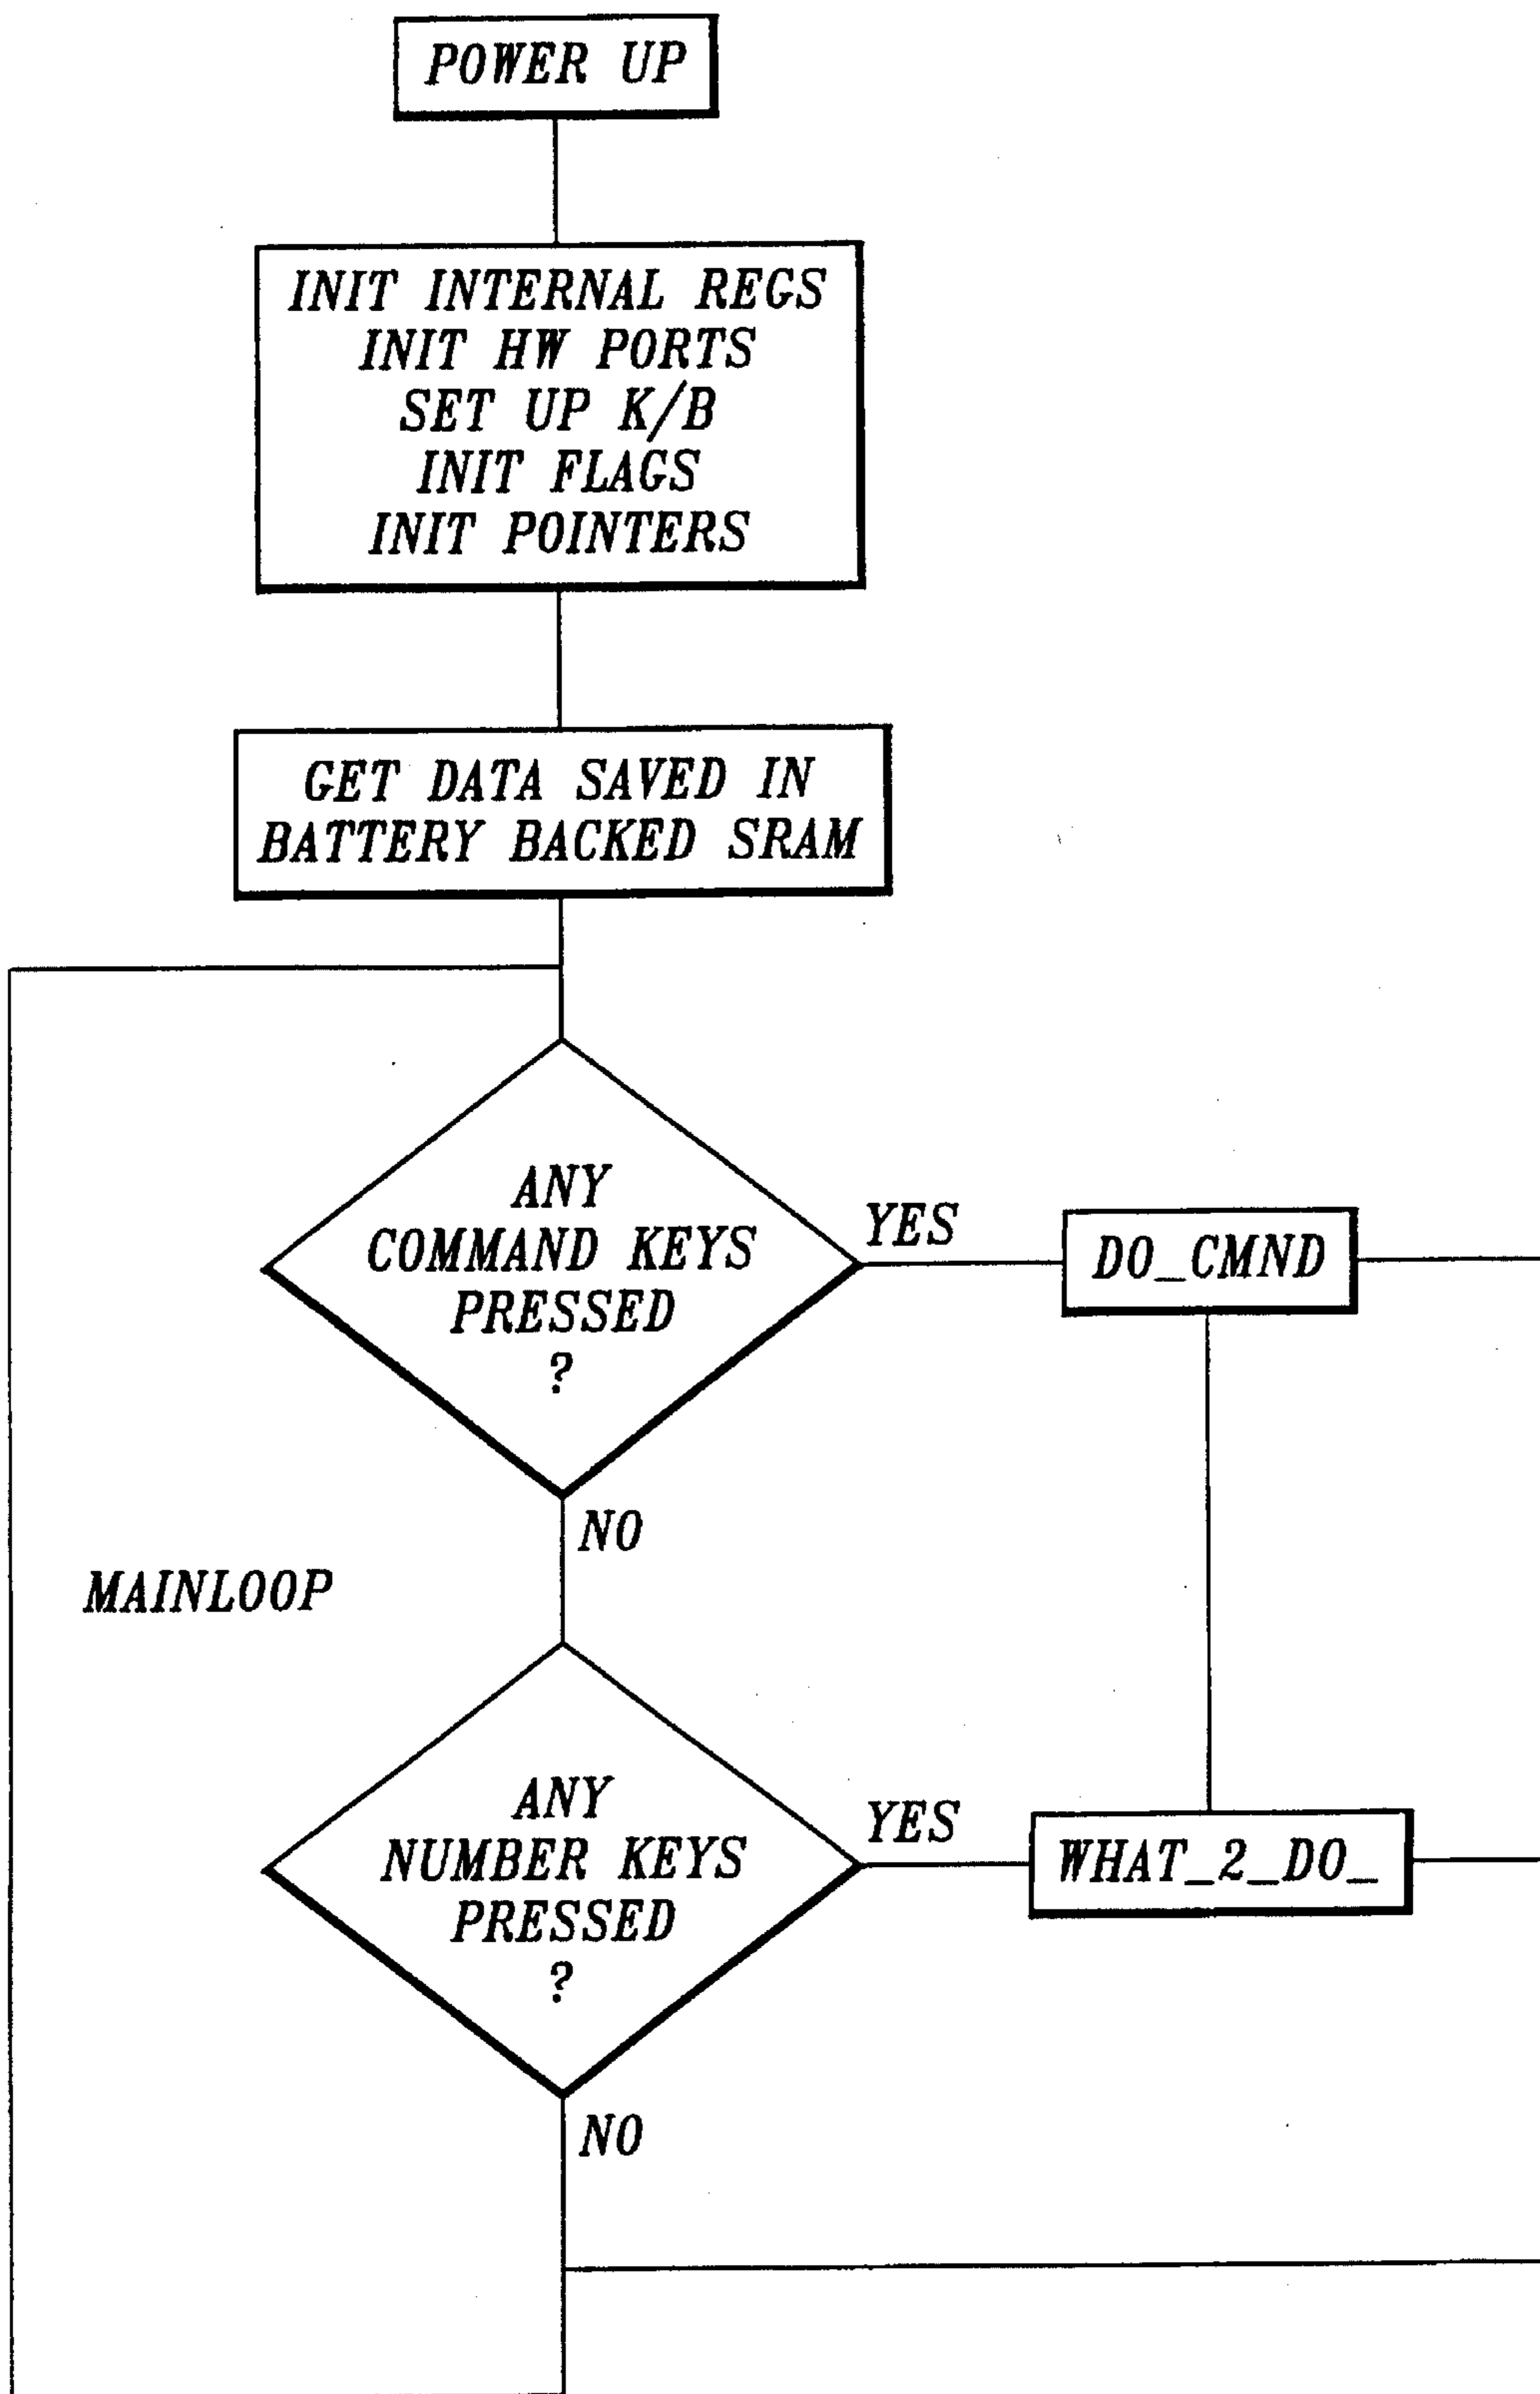 POWER UP
INIT INTERNAL REGS
INIT HW PORTS
SET UP K/B
INIT FLAGS
INIT POINTERS
GET DATA SAVED IN
BATTERY BACKED SRAM
ANY
COMMAND KEYS
PRESSED
?
YES
DO_CMND
NO
MAINLOOP
ANY
NUMBER KEYS
PRESSED
?
YES
WHAT_2_DO_
NO